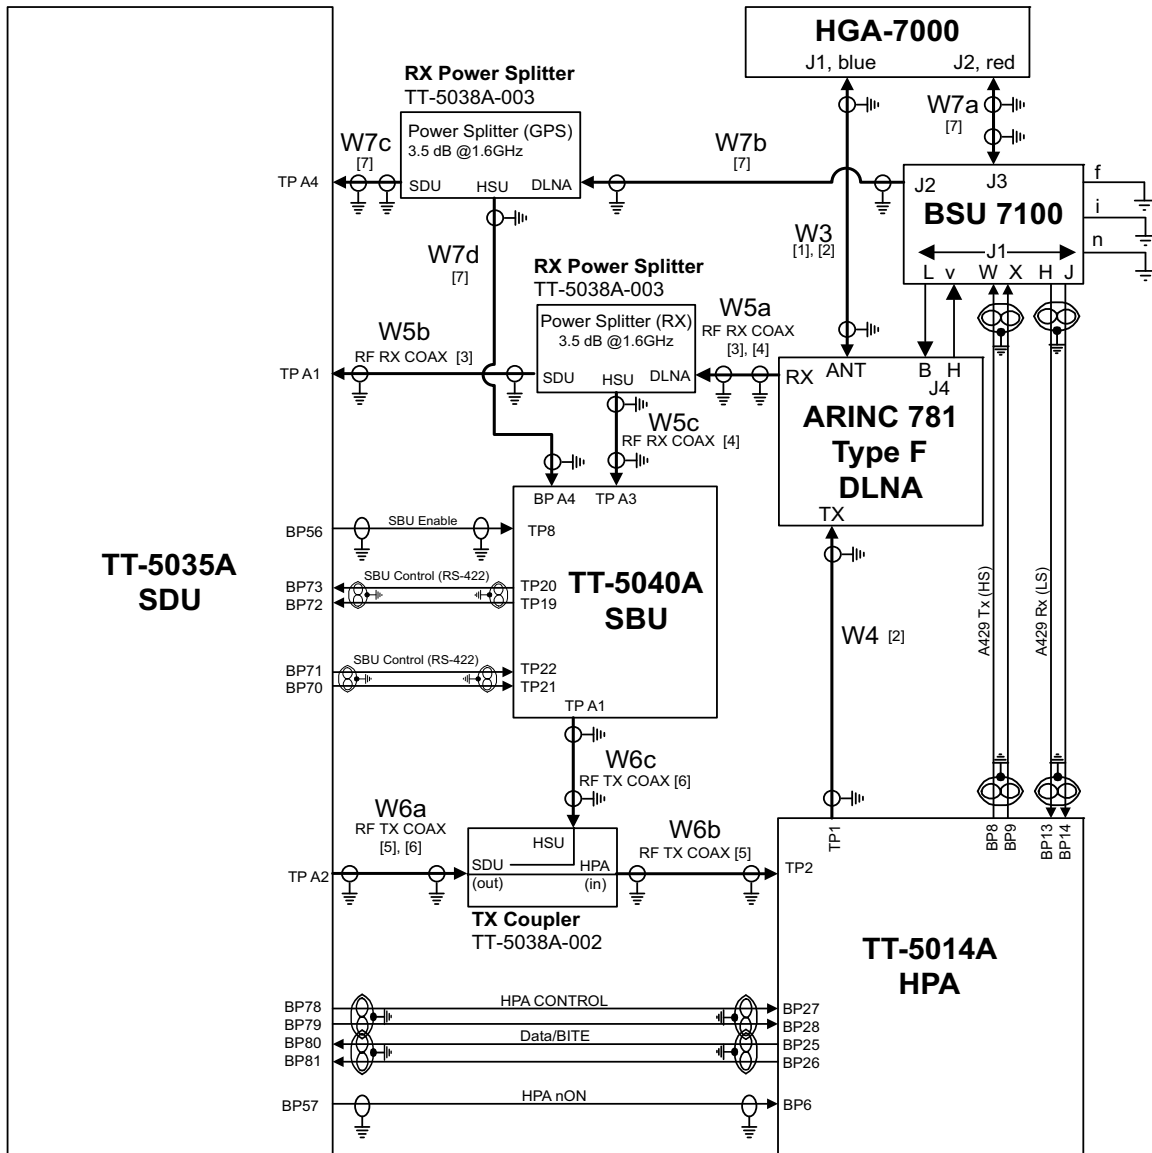 HGA-7000
J1, blue
J2, red
RX Power Splitter
TT-5038A-003
Power Splitter (GPS)
3.5 dB @1.6GHz
SDU
HSU
DLNA
W7c
[7]
W7b
[7]
W7a
[7]
TP A4
J2
J3
BSU 7100
J1
L
v
W
X
H
J
f
i
n
W7d
[7]
W3
[1], [2]
RX Power Splitter
TT-5038A-003
Power Splitter (RX)
3.5 dB @1.6GHz
SDU
HSU
DLNA
W5b
RF RX COAX [3]
W5a
RF RX COAX
[3], [4]
TP A1
RX
ANT
B
H
J4
ARINC 781
Type F
DLNA
TX
W5c
RF RX COAX [4]
BP A4
TP A3
BP56
SBU Enable
TP8
TT-5035A
SDU
BP73
BP72
SBU Control (RS-422)
TP20
TP19
TT-5040A
SBU
BP71
BP70
SBU Control (RS-422)
TP22
TP21
TP A1
W4 [2]
A429 Tx (HS)
A429 Rx (LS)
W6c
RF TX COAX [6]
W6a
RF TX COAX
[5], [6]
W6b
RF TX COAX [5]
HSU
SDU
(out)
HPA
(in)
TP A2
TX Coupler
TT-5038A-002
TP1
BP8
BP9
BP13
BP14
TP2
TT-5014A
HPA
BP78
BP79
HPA CONTROL
BP27
BP28
BP80
BP81
Data/BITE
BP25
BP26
BP57
HPA nON
BP6